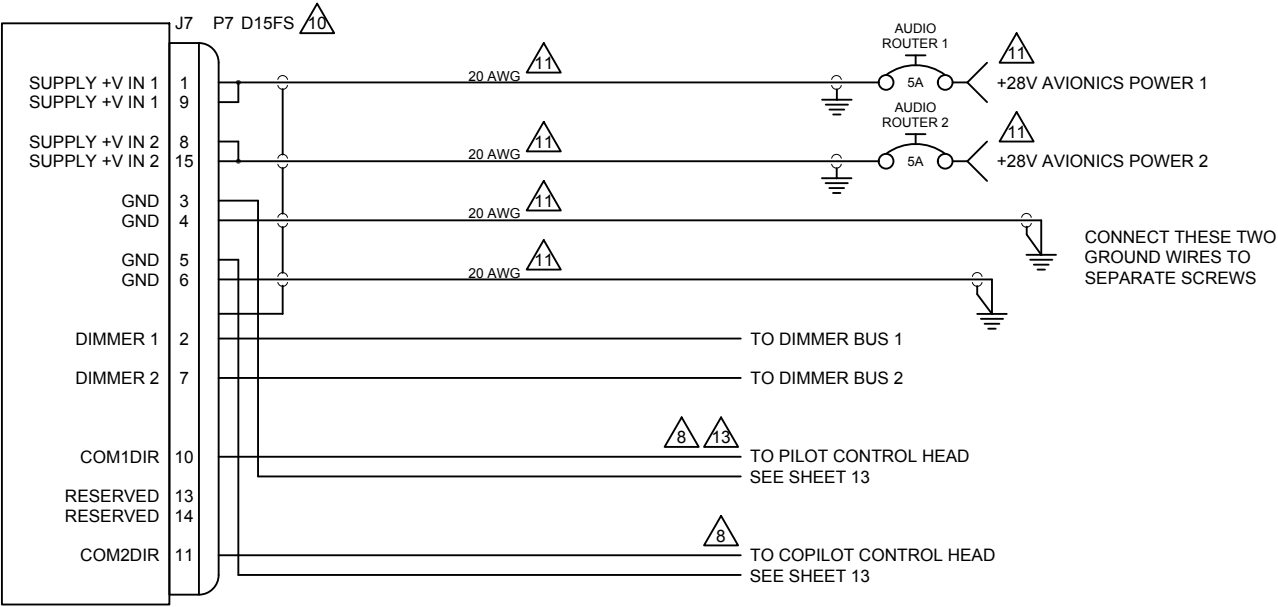 J7 P7 D15FS 10
AUDIO
ROUTER 1
SUPPLY +V IN 1 1 20 AWG 11 5A 11 +28V AVIONICS POWER 1
SUPPLY +V IN 1 9
AUDIO
ROUTER 2
SUPPLY +V IN 2 8
SUPPLY +V IN 2 15 20 AWG 11 5A 11 +28V AVIONICS POWER 2
GND 3
GND 4 20 AWG 11
CONNECT THESE TWO
GROUND WIRES TO
SEPARATE SCREWS
GND 5
GND 6 20 AWG 11
DIMMER 1 2 TO DIMMER BUS 1
DIMMER 2 7 TO DIMMER BUS 2
COM1DIR 10 8 13 TO PILOT CONTROL HEAD
SEE SHEET 13
RESERVED 13
RESERVED 14
COM2DIR 11 8 TO COPILOT CONTROL HEAD
SEE SHEET 13